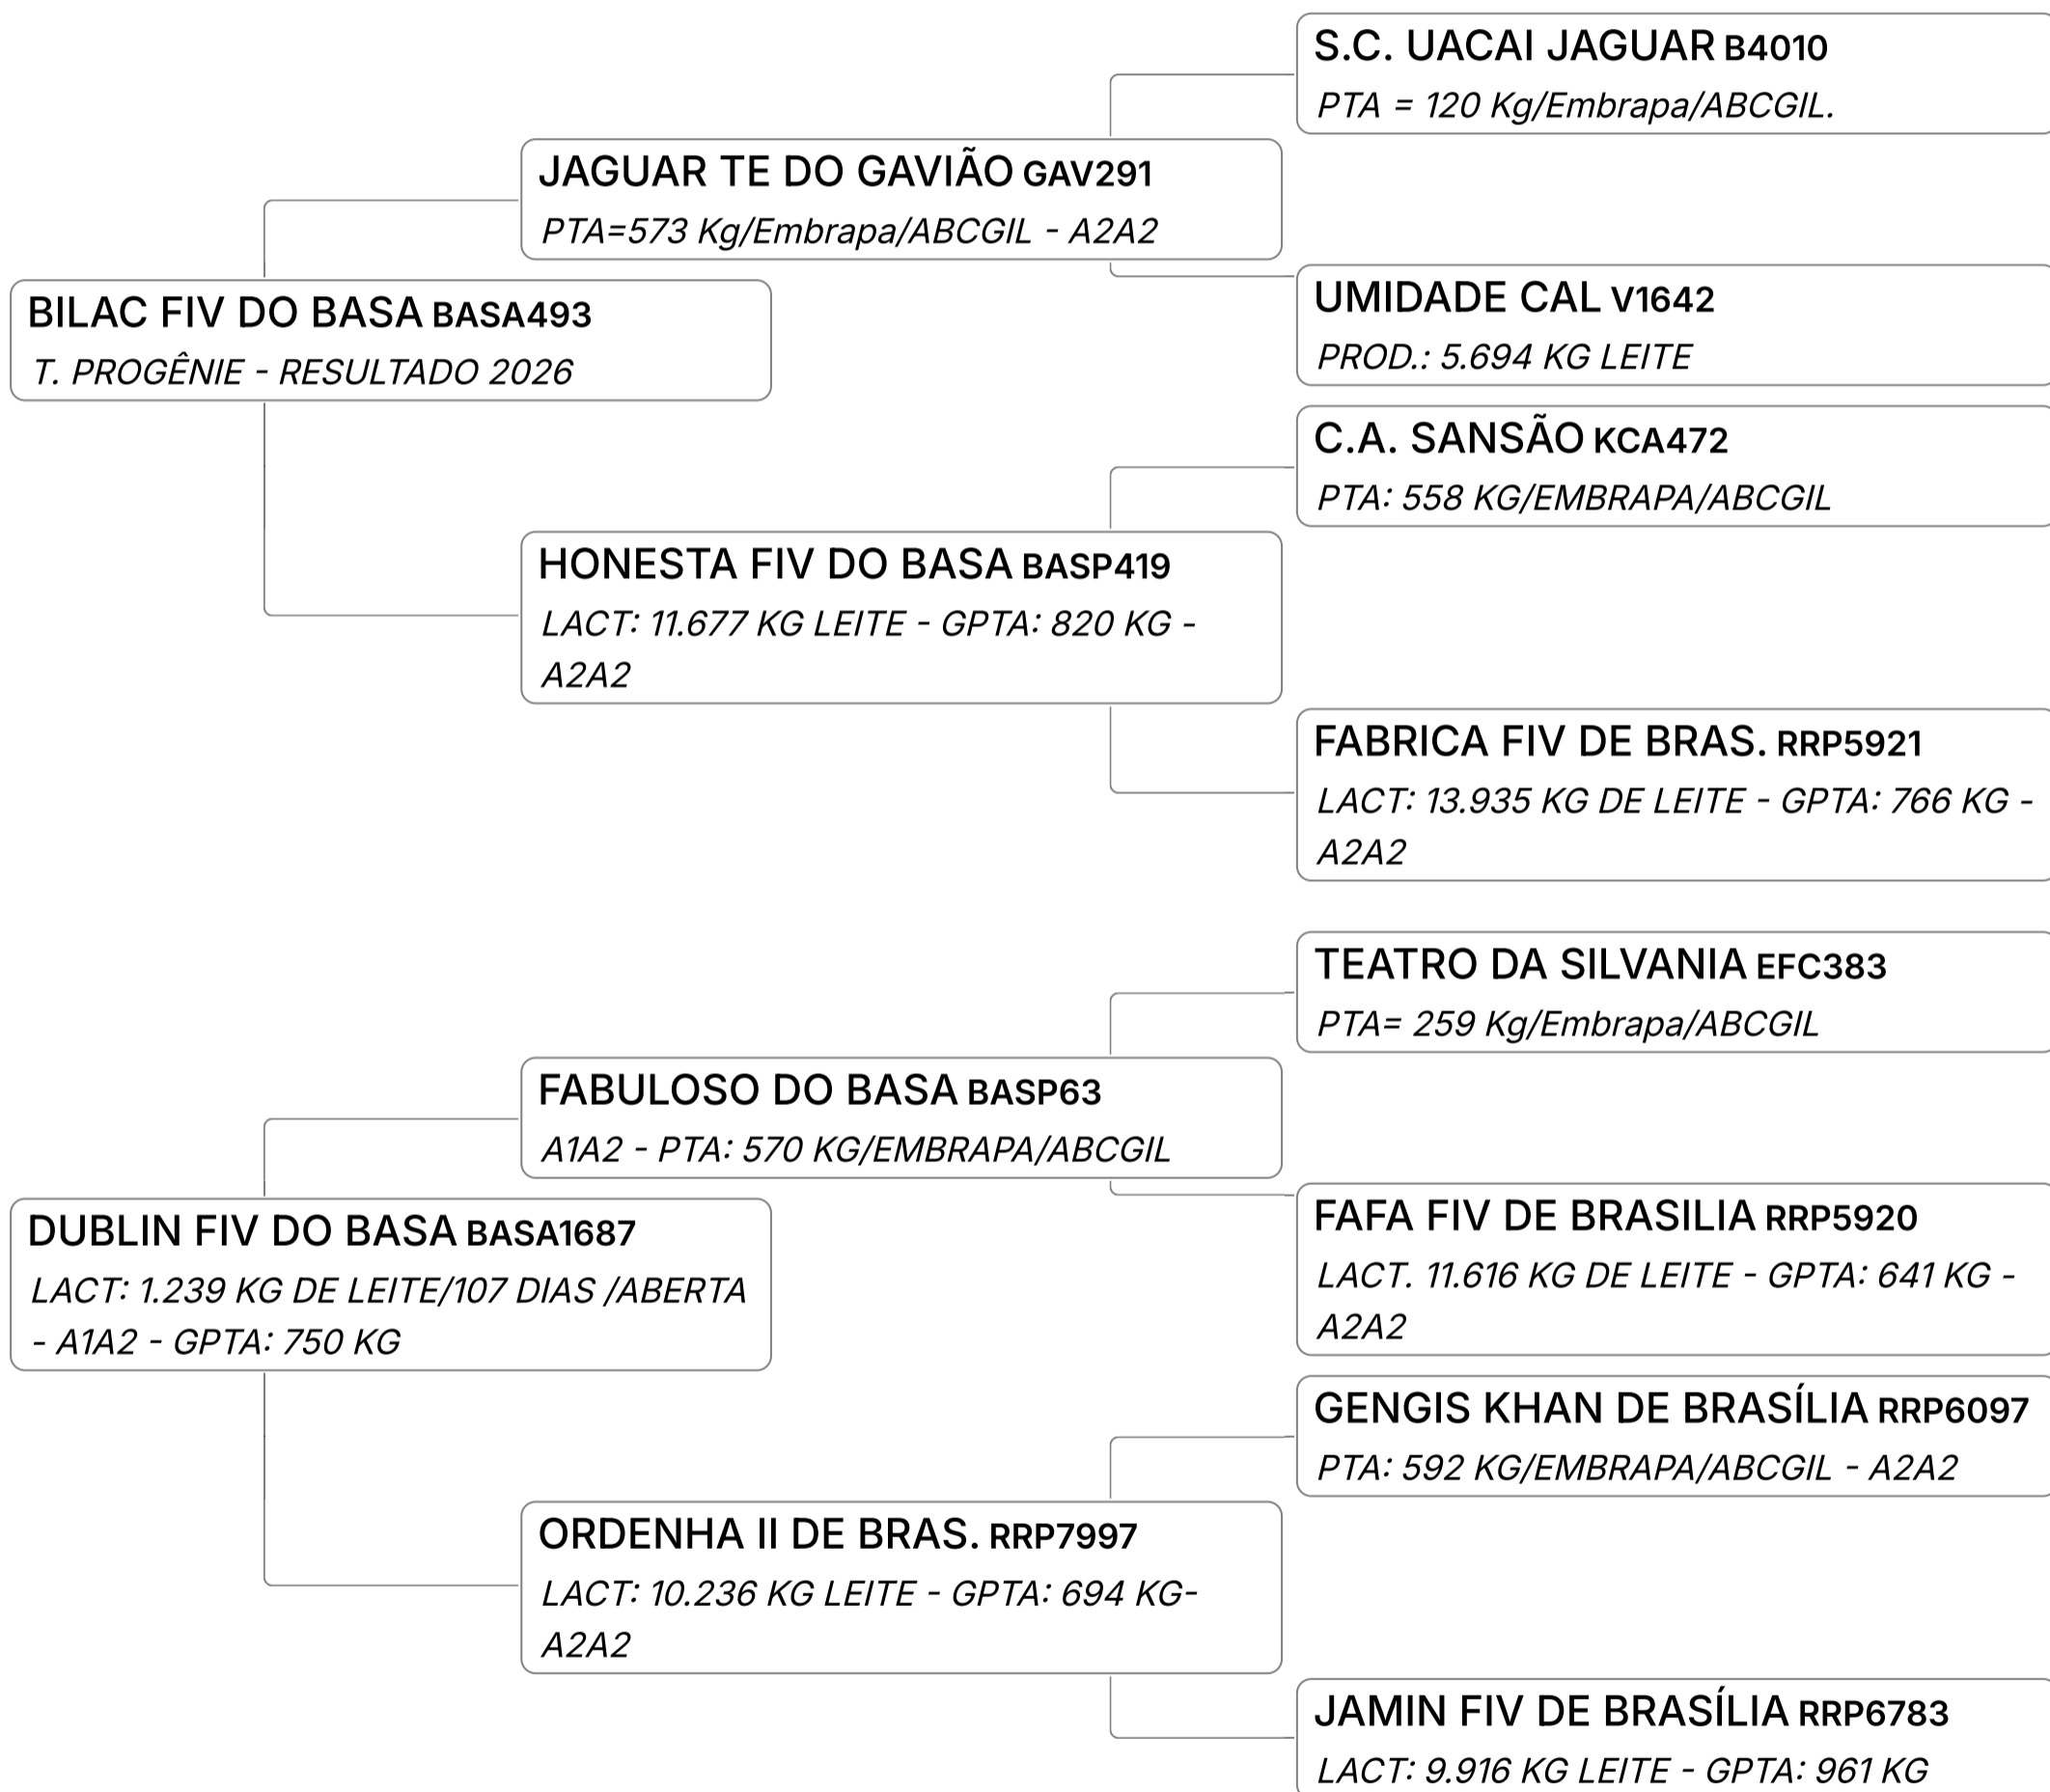 S.C. UACAI JAGUAR B4010
PTA = 120 Kg/Embrapa/ABCGIL.
JAGUAR TE DO GAVIÃO GAV291
PTA=573 Kg/Embrapa/ABCGIL - A2A2
UMIDADE CAL V1642
PROD.: 5.694 KG LEITE
BILAC FIV DO BASA BASA493
T. PROGÊNIE - RESULTADO 2026
C.A. SANSÃO KCA472
PTA: 558 KG/EMBRAPA/ABCGIL
HONESTA FIV DO BASA BASP419
LACT: 11.677 KG LEITE - GPTA: 820 KG -
A2A2
FABRICA FIV DE BRAS. RRP5921
LACT: 13.935 KG DE LEITE - GPTA: 766 KG -
A2A2
TEATRO DA SILVANIA EFC383
PTA= 259 Kg/Embrapa/ABCGIL
FABULOSO DO BASA BASP63
A1A2 - PTA: 570 KG/EMBRAPA/ABCGIL
FAFA FIV DE BRASILIA RRP5920
LACT. 11.616 KG DE LEITE - GPTA: 641 KG -
A2A2
DUBLIN FIV DO BASA BASA1687
LACT: 1.239 KG DE LEITE/107 DIAS /ABERTA
- A1A2 - GPTA: 750 KG
GENGIS KHAN DE BRASÍLIA RRP6097
PTA: 592 KG/EMBRAPA/ABCGIL - A2A2
ORDENHA II DE BRAS. RRP7997
LACT: 10.236 KG LEITE - GPTA: 694 KG-
A2A2
JAMIN FIV DE BRASÍLIA RRP6783
LACT: 9.916 KG LEITE - GPTA: 961 KG